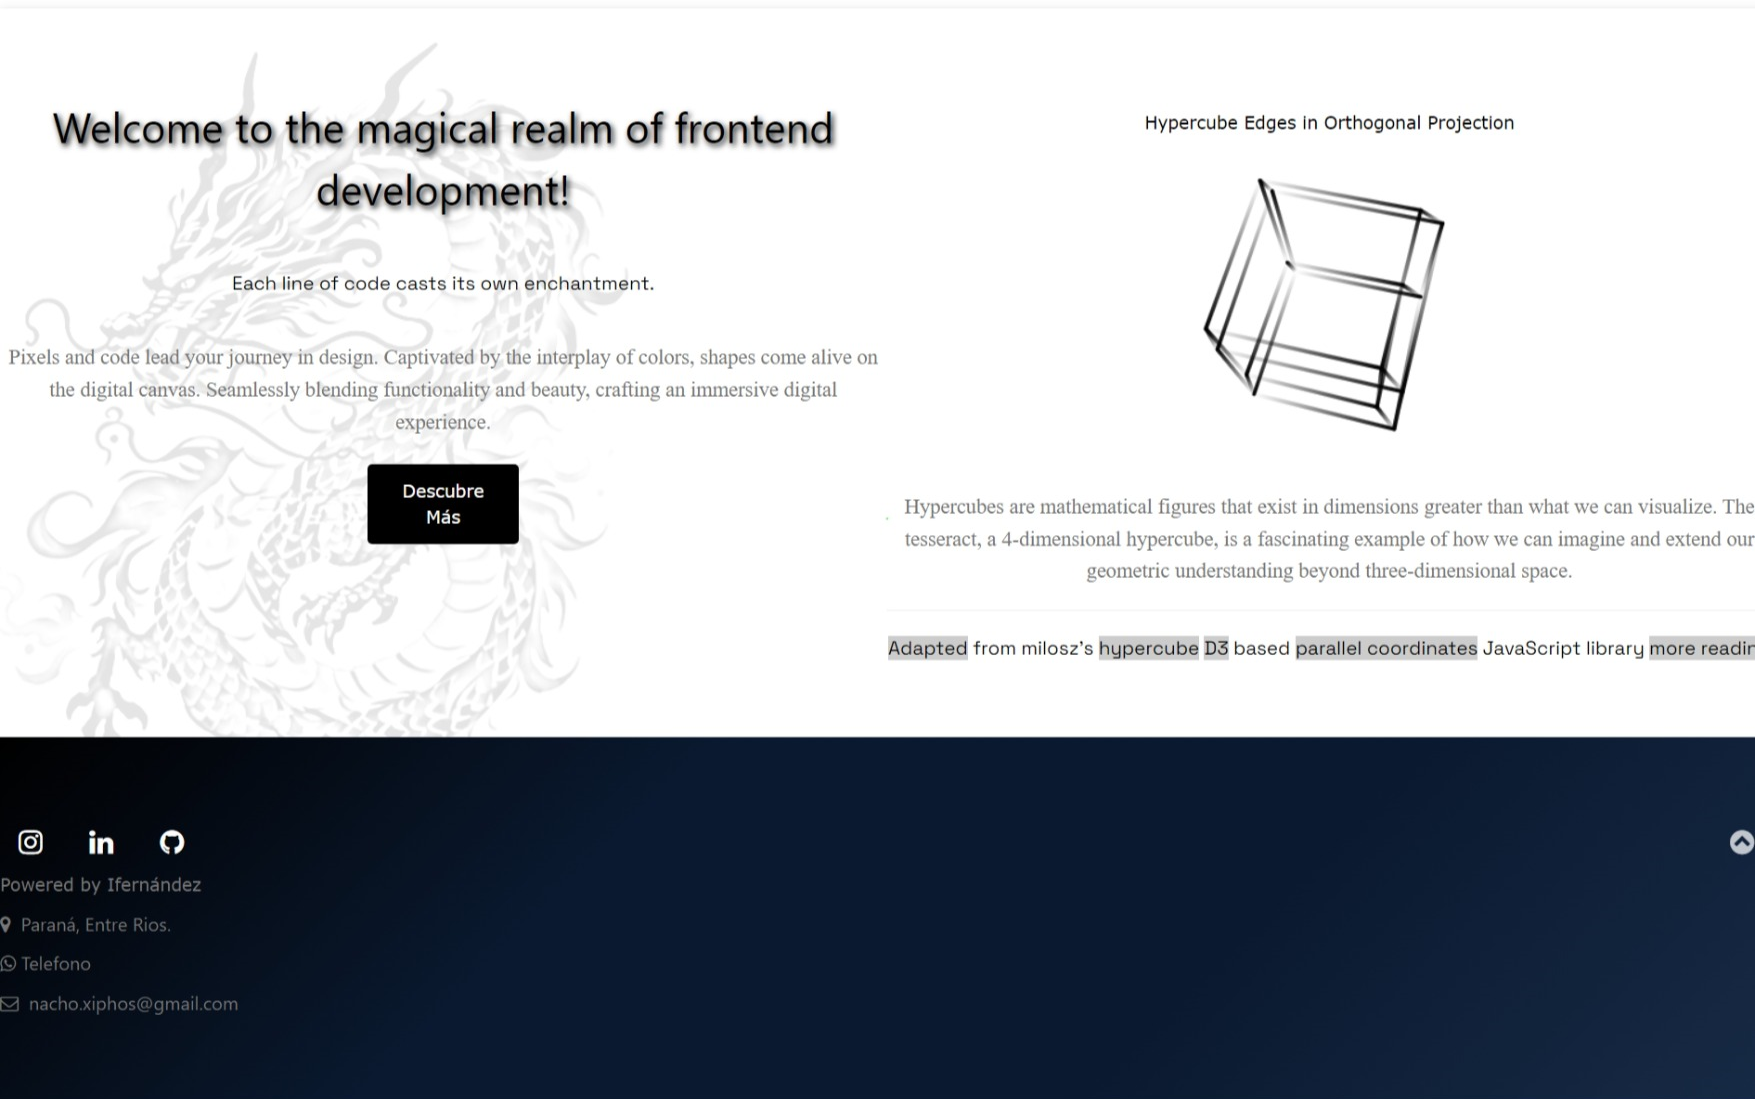 Welcome to the magical realm of frontend
development!
Each line of code casts its own enchantment.
Pixels and code lead your journey in design. Captivated by the interplay of colors, shapes come alive on
the digital canvas. Seamlessly blending functionality and beauty, crafting an immersive digital
experience.
Descubre
Más
Hypercube Edges in Orthogonal Projection
Hypercubes are mathematical figures that exist in dimensions greater than what we can visualize. The
tesseract, a 4-dimensional hypercube, is a fascinating example of how we can imagine and extend our
geometric understanding beyond three-dimensional space.
Adapted from milosz's hypercube D3 based parallel coordinates JavaScript library more
Powered by Ifernández
Paraná, Entre Rios.
Telefono
nacho.xiphos@gmail.com